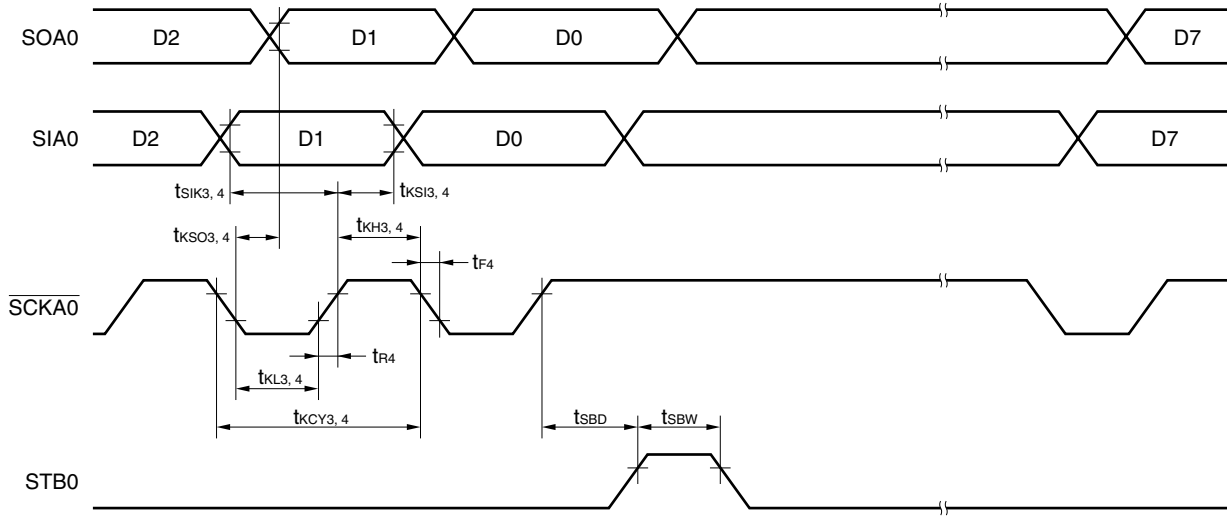 SOA0 D2 D1 D0 D7
SIA0 D2 D1 D0 D7
tSIK3, 4 tKSI3, 4
tKSO3, 4 tKH3, 4
tF4
SCKA0
tR4
tKL3, 4
tKCY3, 4 tSBD tSBW
STB0